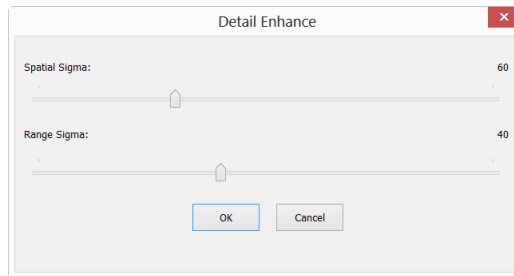 Detail Enhance
Spatial Sigma: 60
Range Sigma: 40
OK Cancel